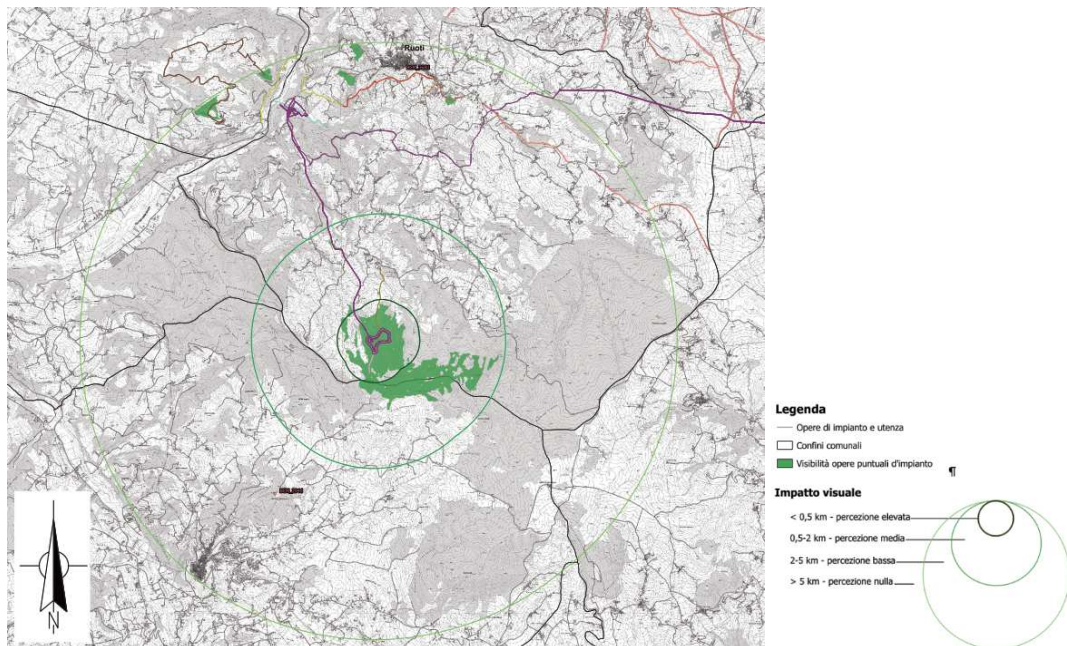 Ruoti
N
Legenda
Opere di impianto e utenza
Confini comunali
Visibilità opere puntuali d'impianto
¶
Impatto visuale
< 0,5 km - percezione elevata
0,5-2 km - percezione media
2-5 km - percezione bassa
> 5 km - percezione nulla